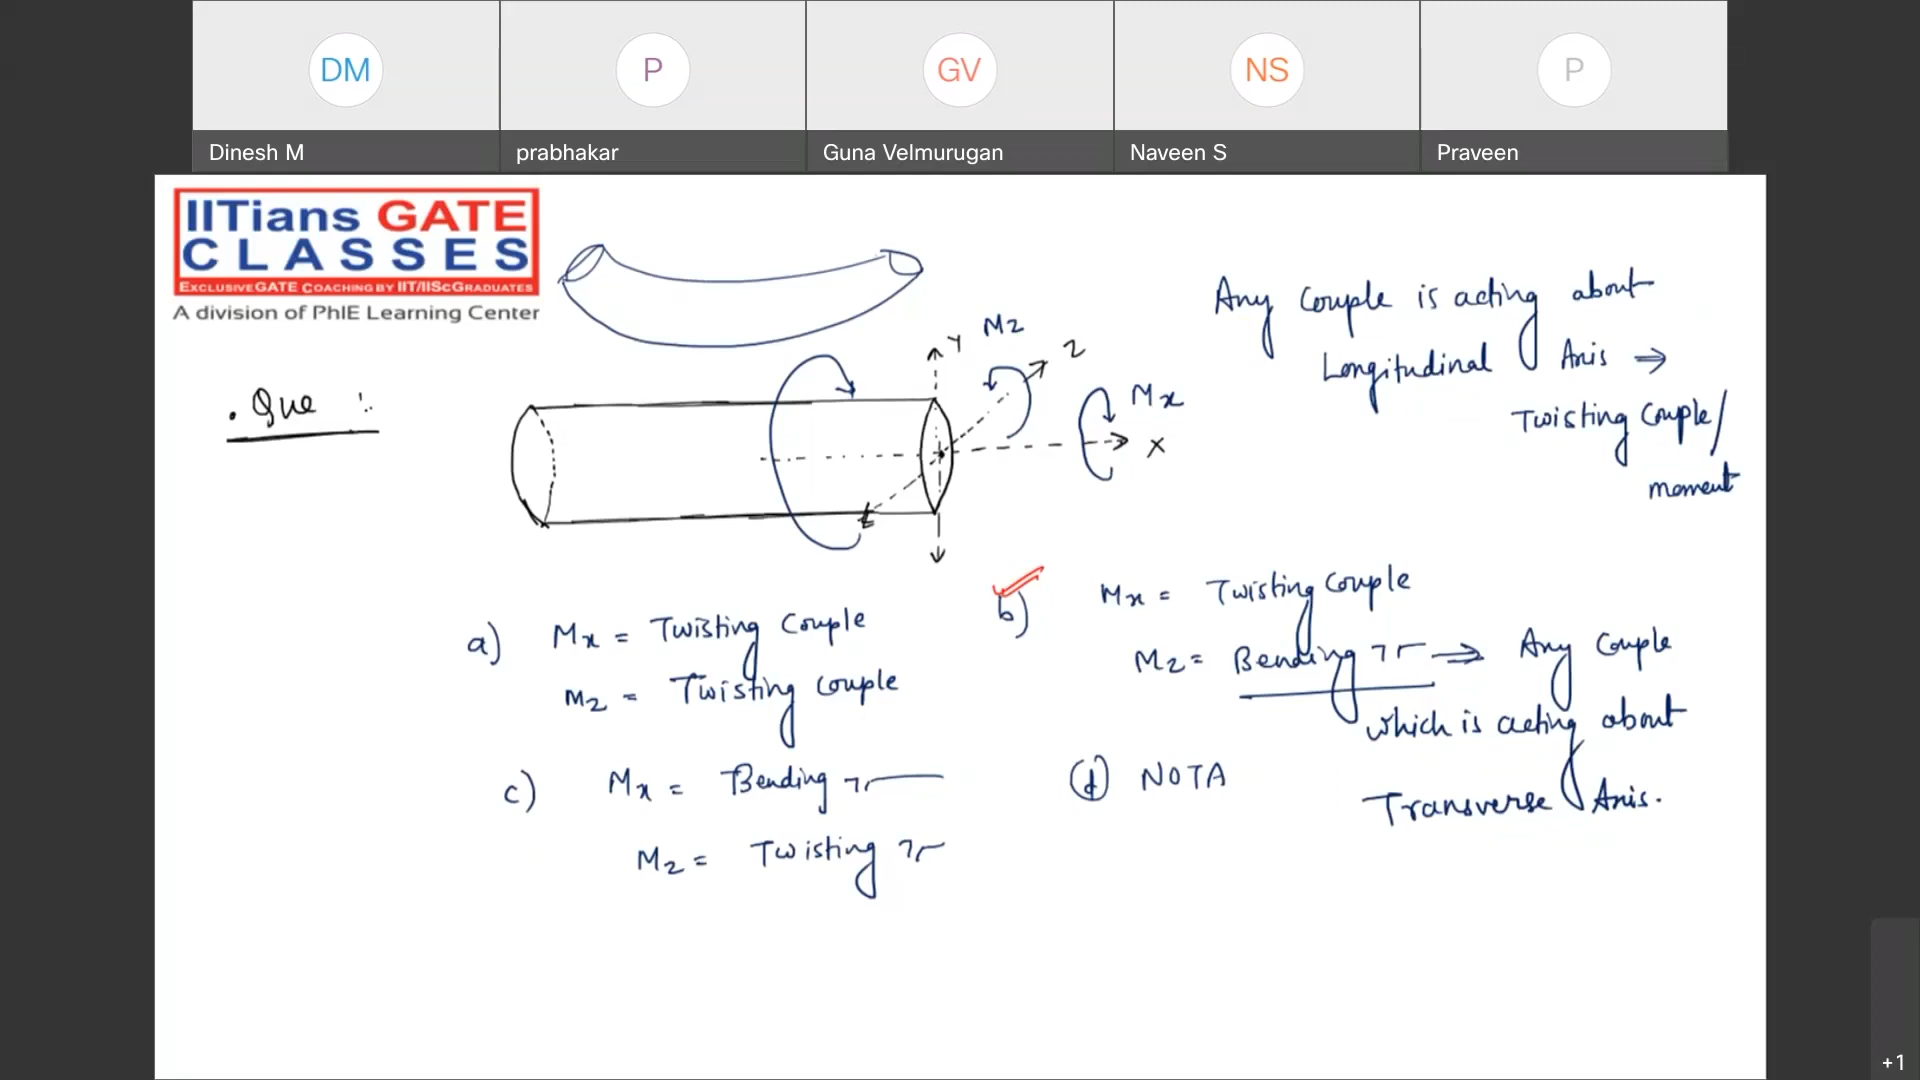 DM
P
GV
NS
P
Dinesh M
prabhakar
Guna Velmurugan
Naveen S
Praveen
IITians GATE
CLASSES
EXCLUSIVE GATE COACHING BY IIT/IISc GRADUATES
A division of PhIE Learning Center
. Que :
Y
Mz
Z
Mx
X
Any Couple is acting about
Longitudinal Axis ⇒
Twisting Couple/
moment
a) Mx = Twisting Couple
Mz = Twisting couple
b) Mx = Twisting Couple
Mz = Bending ⇒ Any Couple
which is acting about
Transverse Axis.
c) Mx = Bending
Mz = Twisting
(d) NOTA
+1